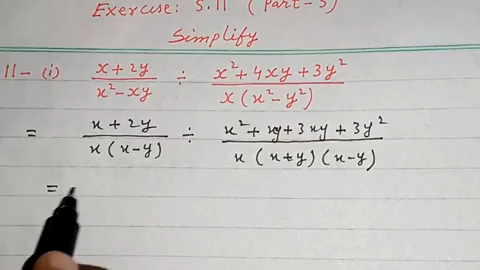 Exercise: 5.11 (Part-5)
Simplify
11- (i) x+2y / x²-xy ÷ x²+4xy+3y² / x(x²-y²)
= x+2y / x(x-y) ÷ x²+xy+3xy+3y² / x(x+y)(x-y)
=